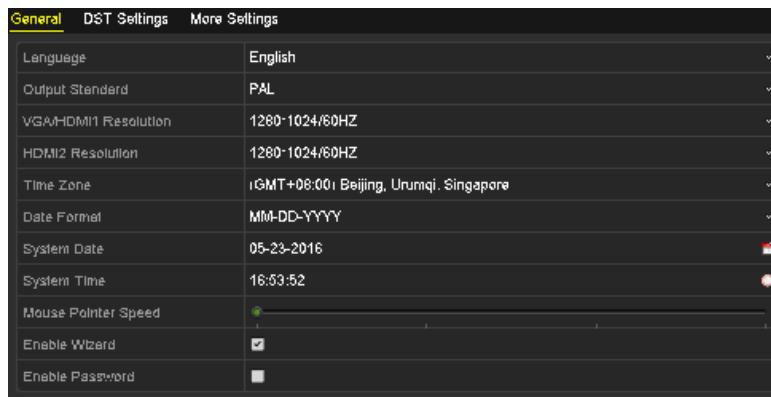 General DST Settings More Settings
Language English
Output Standard PAL
VGA/HDMI1 Resolution 1280*1024/60HZ
HDMI2 Resolution 1280*1024/60HZ
Time Zone (GMT+08:00) Beijing, Urumqi, Singapore
Date Format MM-DD-YYYY
System Date 05-23-2016
System Time 16:53:52
Mouse Pointer Speed
Enable Wizard
Enable Password